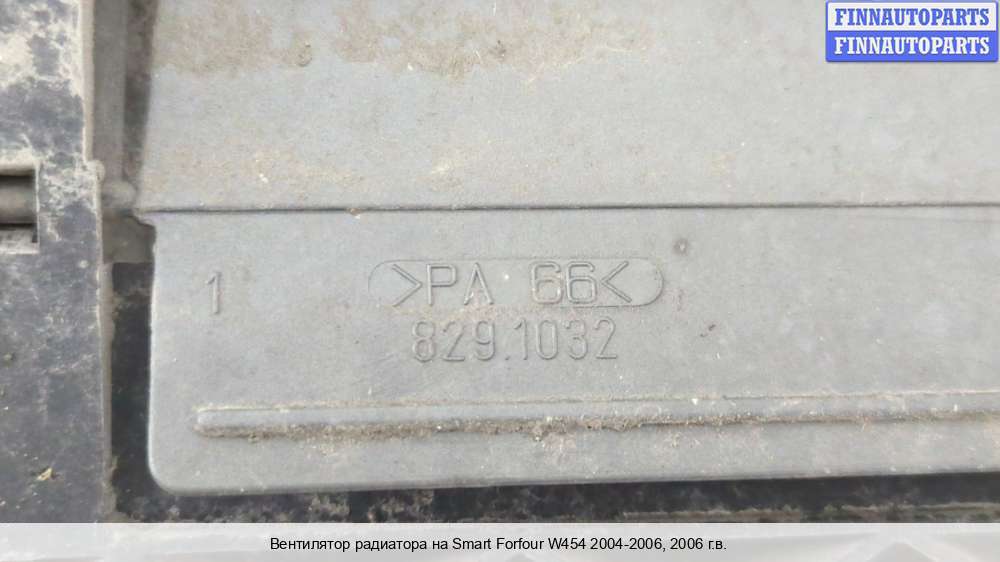 FINNAUTOPARTS
FINNAUTOPARTS
1
>PA 66<
829.1032
Вентилятор радиатора на Smart Forfour W454 2004-2006, 2006 г.в.